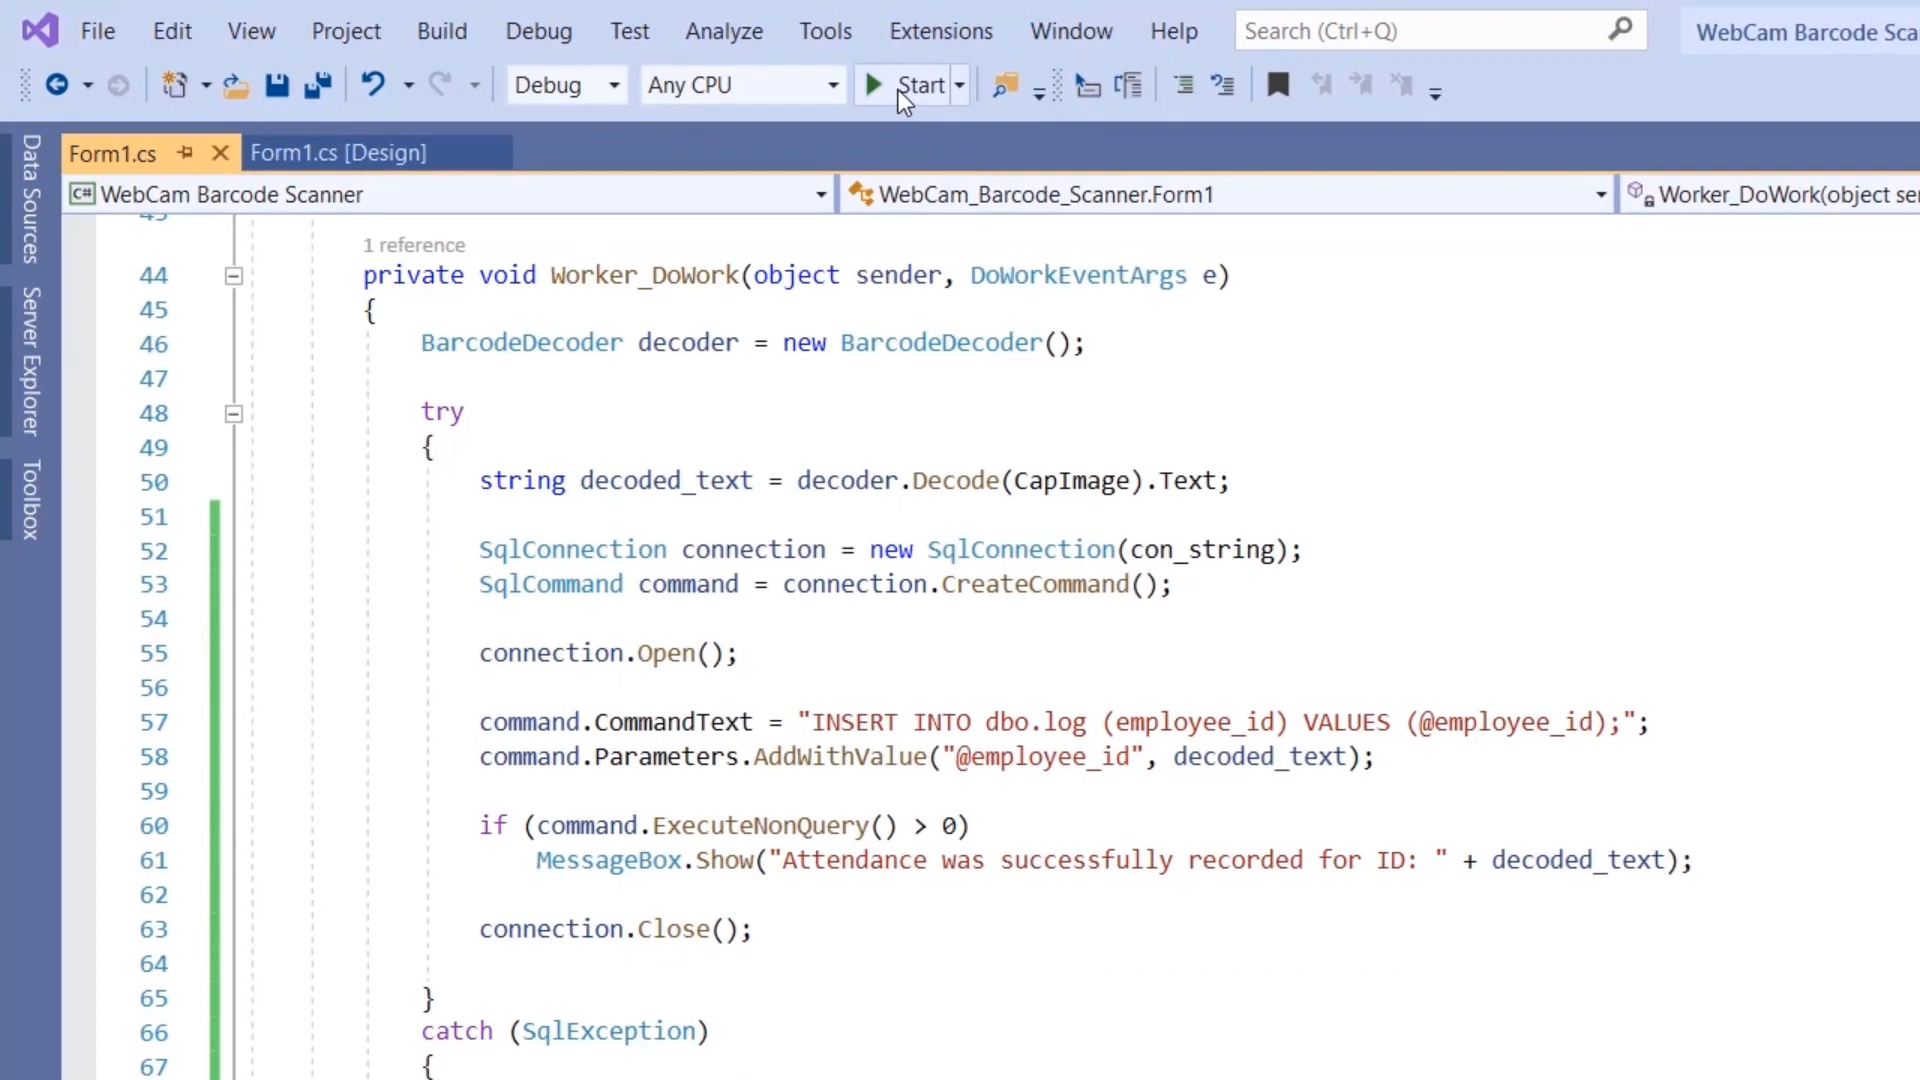 File Edit View Project Build Debug Test Analyze Tools Extensions Window Help Search (Ctrl+Q) WebCam Barcode Sca
Debug Any CPU Start
Form1.cs Form1.cs [Design]
C# WebCam Barcode Scanner WebCam_Barcode_Scanner.Form1 Worker_DoWork(object ser
Data Sources
Server Explorer
Toolbox
1 reference
44 private void Worker_DoWork(object sender, DoWorkEventArgs e)
45 {
46 BarcodeDecoder decoder = new BarcodeDecoder();
47
48 try
49 {
50 string decoded_text = decoder.Decode(CapImage).Text;
51
52 SqlConnection connection = new SqlConnection(con_string);
53 SqlCommand command = connection.CreateCommand();
54
55 connection.Open();
56
57 command.CommandText = "INSERT INTO dbo.log (employee_id) VALUES (@employee_id);";
58 command.Parameters.AddWithValue("@employee_id", decoded_text);
59
60 if (command.ExecuteNonQuery() > 0)
61 MessageBox.Show("Attendance was successfully recorded for ID: " + decoded_text);
62
63 connection.Close();
64
65 }
66 catch (SqlException)
67 {